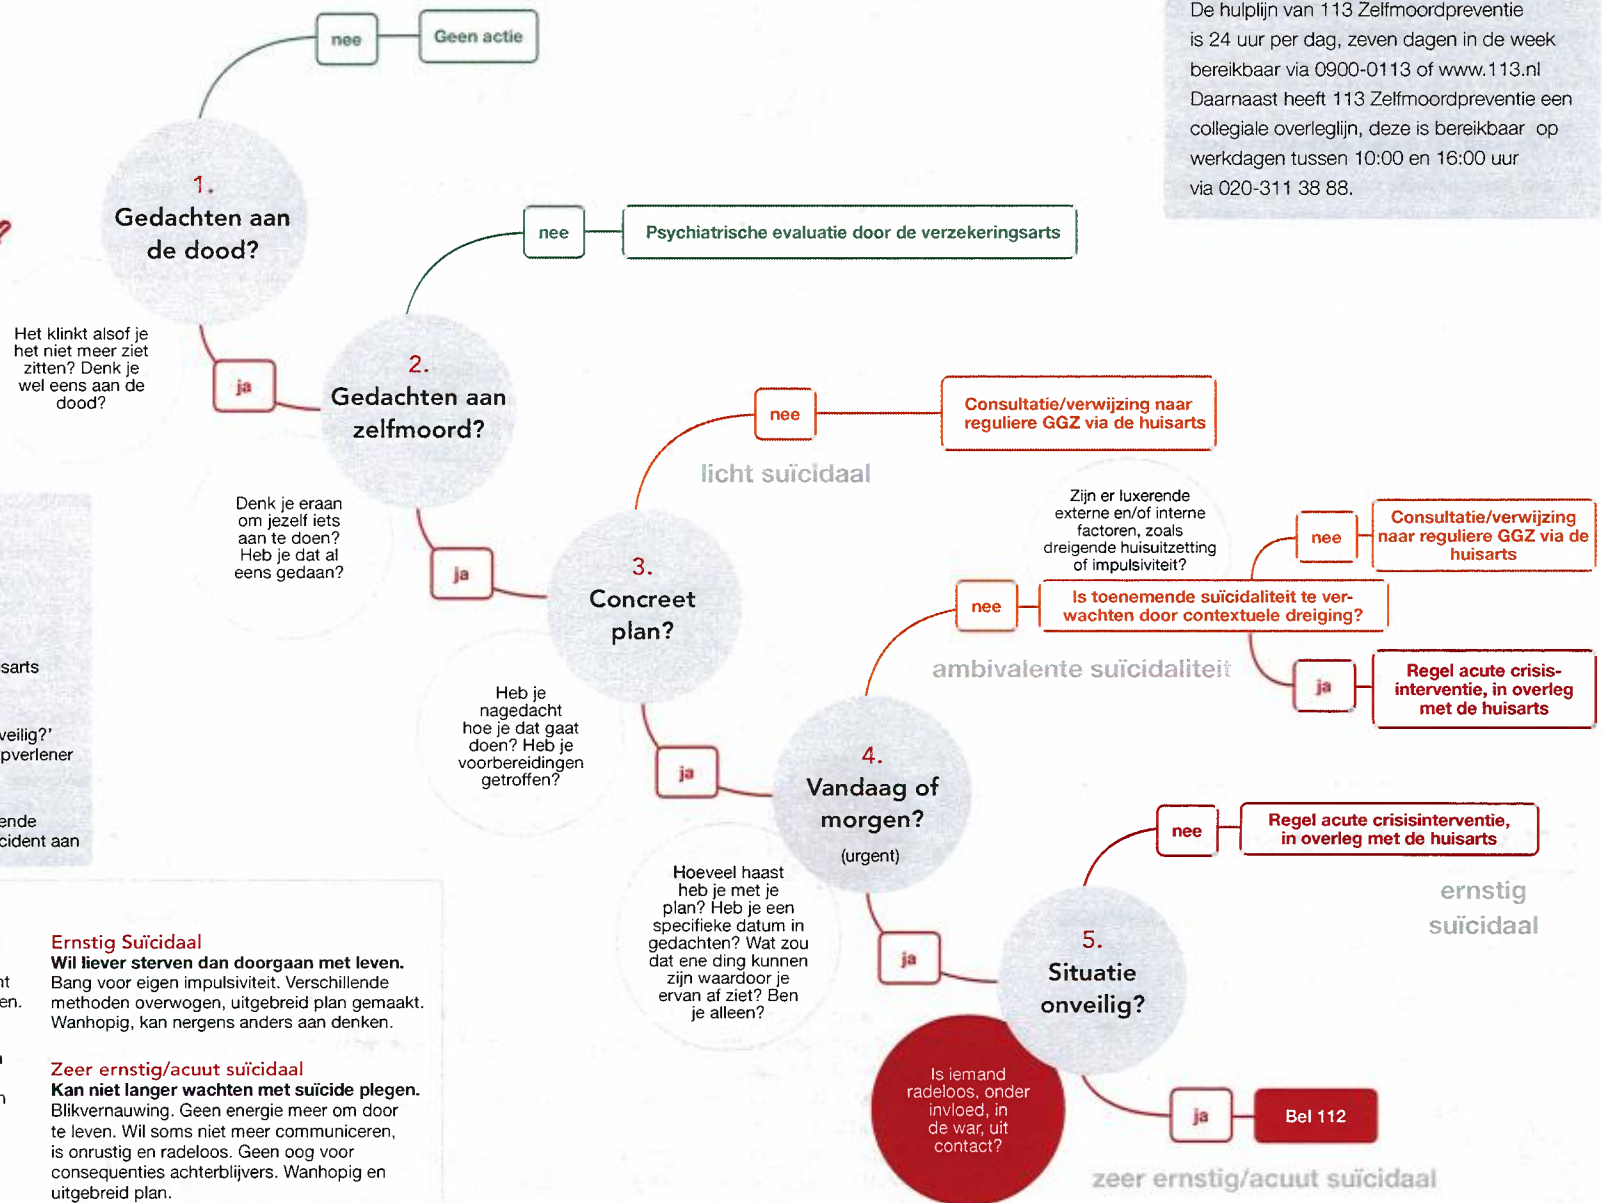 De hulplijn van 113 Zelfmoordpreventie
is 24 uur per dag, zeven dagen in de week
bereikbaar via 0900-0113 of www.113.nl
Daarnaast heeft 113 Zelfmoordpreventie een
collegiale overleglijn, deze is bereikbaar op
werkdagen tussen 10:00 en 16:00 uur
via 020-311 38 88.
nee
Geen actie
1.
Gedachten aan
de dood?
Het klinkt alsof je
het niet meer ziet
zitten? Denk je
wel eens aan de
dood?
ja
nee
Psychiatrische evaluatie door de verzekeringsarts
2.
Gedachten aan
zelfmoord?
Denk je eraan
om jezelf iets
aan te doen?
Heb je dat al
eens gedaan?
ja
nee
Consultatie/verwijzing naar
reguliere GGZ via de huisarts
licht suïcidaal
3.
Concreet
plan?
Heb je
nagedacht
hoe je dat gaat
doen? Heb je
voorbereidingen
getroffen?
ja
Zijn er luxerende
externe en/of interne
factoren, zoals
dreigende huisuitzetting
of impulsiviteit?
nee
Is toenemende suïcidaliteit te ver-
wachten door contextuele dreiging?
nee
Consultatie/verwijzing
naar reguliere GGZ via de
huisarts
ja
Regel acute crisis-
interventie, in overleg
met de huisarts
ambivalente suïcidaliteit
4.
Vandaag of
morgen?
(urgent)
Hoeveel haast
heb je met je
plan? Heb je een
specifieke datum in
gedachten? Wat zou
dat ene ding kunnen
zijn waardoor je
ervan af ziet? Ben
je alleen?
ja
nee
Regel acute crisisinterventie,
in overleg met de huisarts
ernstig
suïcidaal
5.
Situatie
onveilig?
Is iemand
radeloos, onder
invloed, in
de war, uit
contact?
ja
Bel 112
zeer ernstig/acuut suïcidaal
sarts
veilig?'
pverlener
ende
cident aan
nt
en.
n
Ernstig Suïcidaal
Wil liever sterven dan doorgaan met leven.
Bang voor eigen impulsiviteit. Verschillende
methoden overwogen, uitgebreid plan gemaakt.
Wanhopig, kan nergens anders aan denken.
Zeer ernstig/acuut suïcidaal
Kan niet langer wachten met suïcide plegen.
Blikvernauwing. Geen energie meer om door
te leven. Wil soms niet meer communiceren,
is onrustig en radeloos. Geen oog voor
consequenties achterblijvers. Wanhopig en
uitgebreid plan.